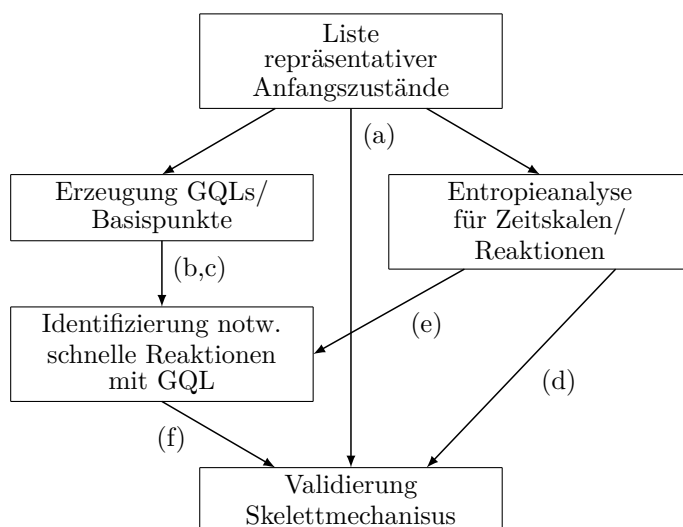 Liste
repräsentativer
Anfangszustände
(a)
Erzeugung GQLs/
Basispunkte
Entropieanalyse
für Zeitskalen/
Reaktionen
(b,c)
Identifizierung notw.
schnelle Reaktionen
mit GQL
(e)
(d)
(f)
Validierung
Skelettmechanisus